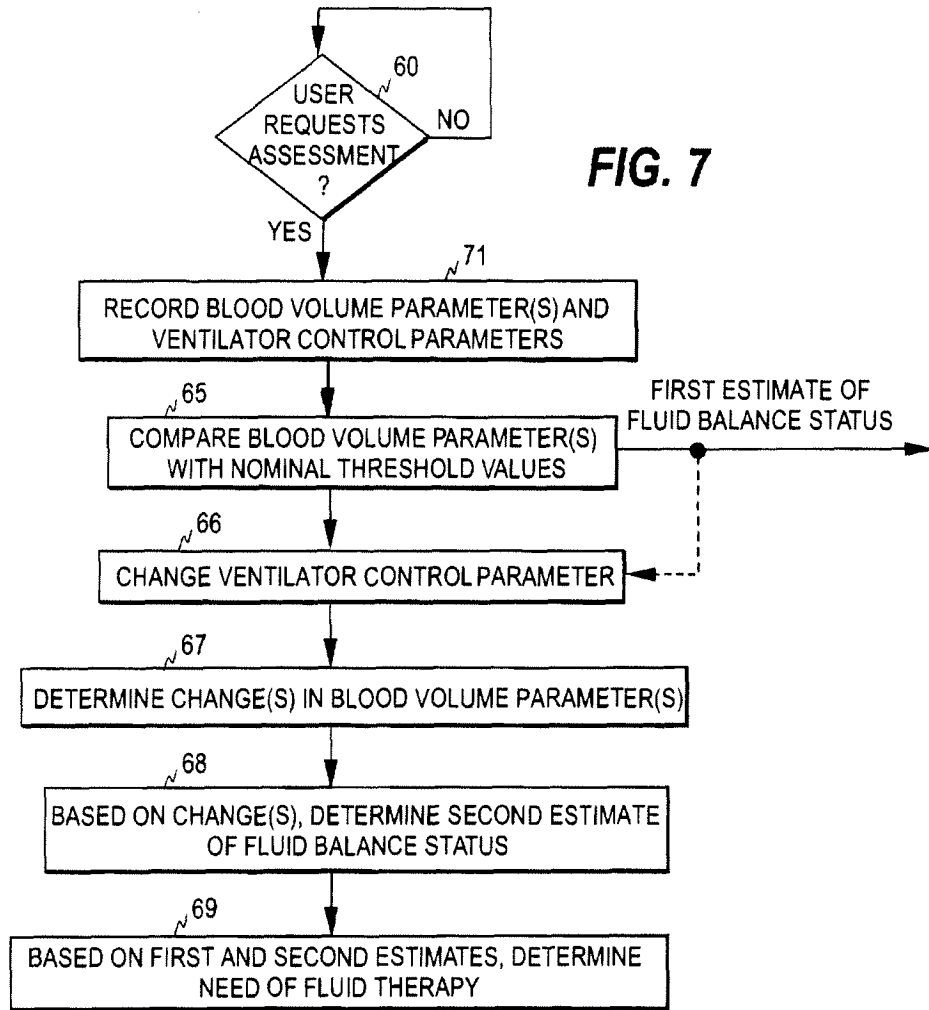 60
USER
REQUESTS
ASSESSMENT
?
NO
YES
FIG. 7
71
RECORD BLOOD VOLUME PARAMETER(S) AND
VENTILATOR CONTROL PARAMETERS
65
COMPARE BLOOD VOLUME PARAMETER(S)
WITH NOMINAL THRESHOLD VALUES
FIRST ESTIMATE OF
FLUID BALANCE STATUS
66
CHANGE VENTILATOR CONTROL PARAMETER
67
DETERMINE CHANGE(S) IN BLOOD VOLUME PARAMETER(S)
68
BASED ON CHANGE(S), DETERMINE SECOND ESTIMATE
OF FLUID BALANCE STATUS
69
BASED ON FIRST AND SECOND ESTIMATES, DETERMINE
NEED OF FLUID THERAPY